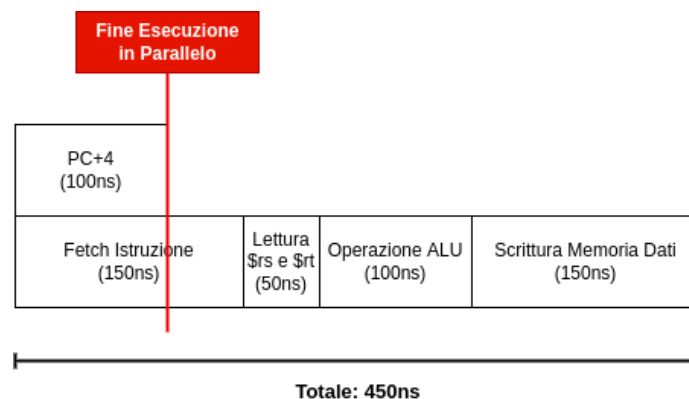 Fine Esecuzione
in Parallelo
PC+4
(100ns)
Fetch Istruzione
(150ns)
Lettura
$rs e $rt
(50ns)
Operazione ALU
(100ns)
Scrittura Memoria Dati
(150ns)
Totale: 450ns